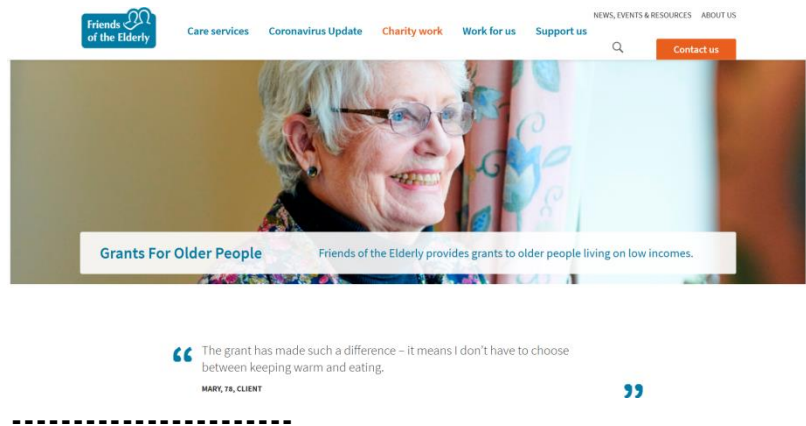 NEWS, EVENTS & RESOURCES ABOUT US
Friends
of the Elderly
Care services Coronavirus Update Charity work Work for us Support us
Contact us
Grants For Older People Friends of the Elderly provides grants to older people living on low incomes.
“ The grant has made such a difference – it means I don't have to choose
between keeping warm and eating.
MARY, 78, CLIENT ”